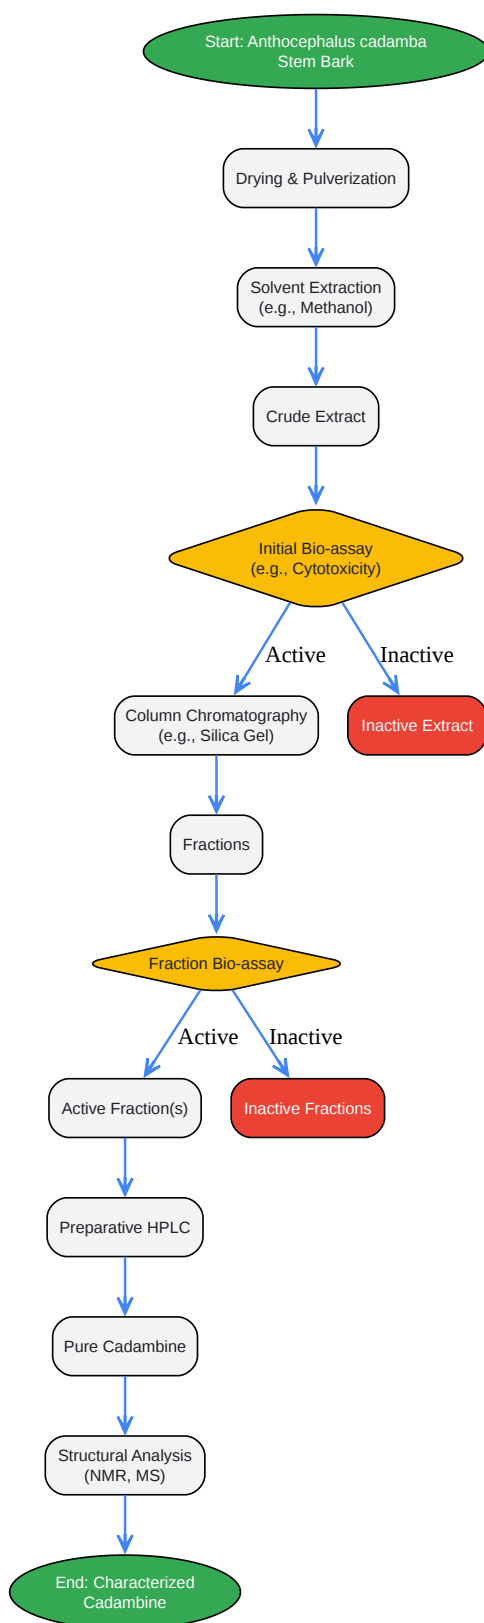 Start: Anthocephalus cadamba
Stem Bark
Drying & Pulverization
Solvent Extraction
(e.g., Methanol)
Crude Extract
Initial Bio-assay
(e.g., Cytotoxicity)
Active
Inactive
Column Chromatography
(e.g., Silica Gel)
Inactive Extract
Fractions
Fraction Bio-assay
Active
Inactive
Active Fraction(s)
Inactive Fractions
Preparative HPLC
Pure Cadambine
Structural Analysis
(NMR, MS)
End: Characterized
Cadambine